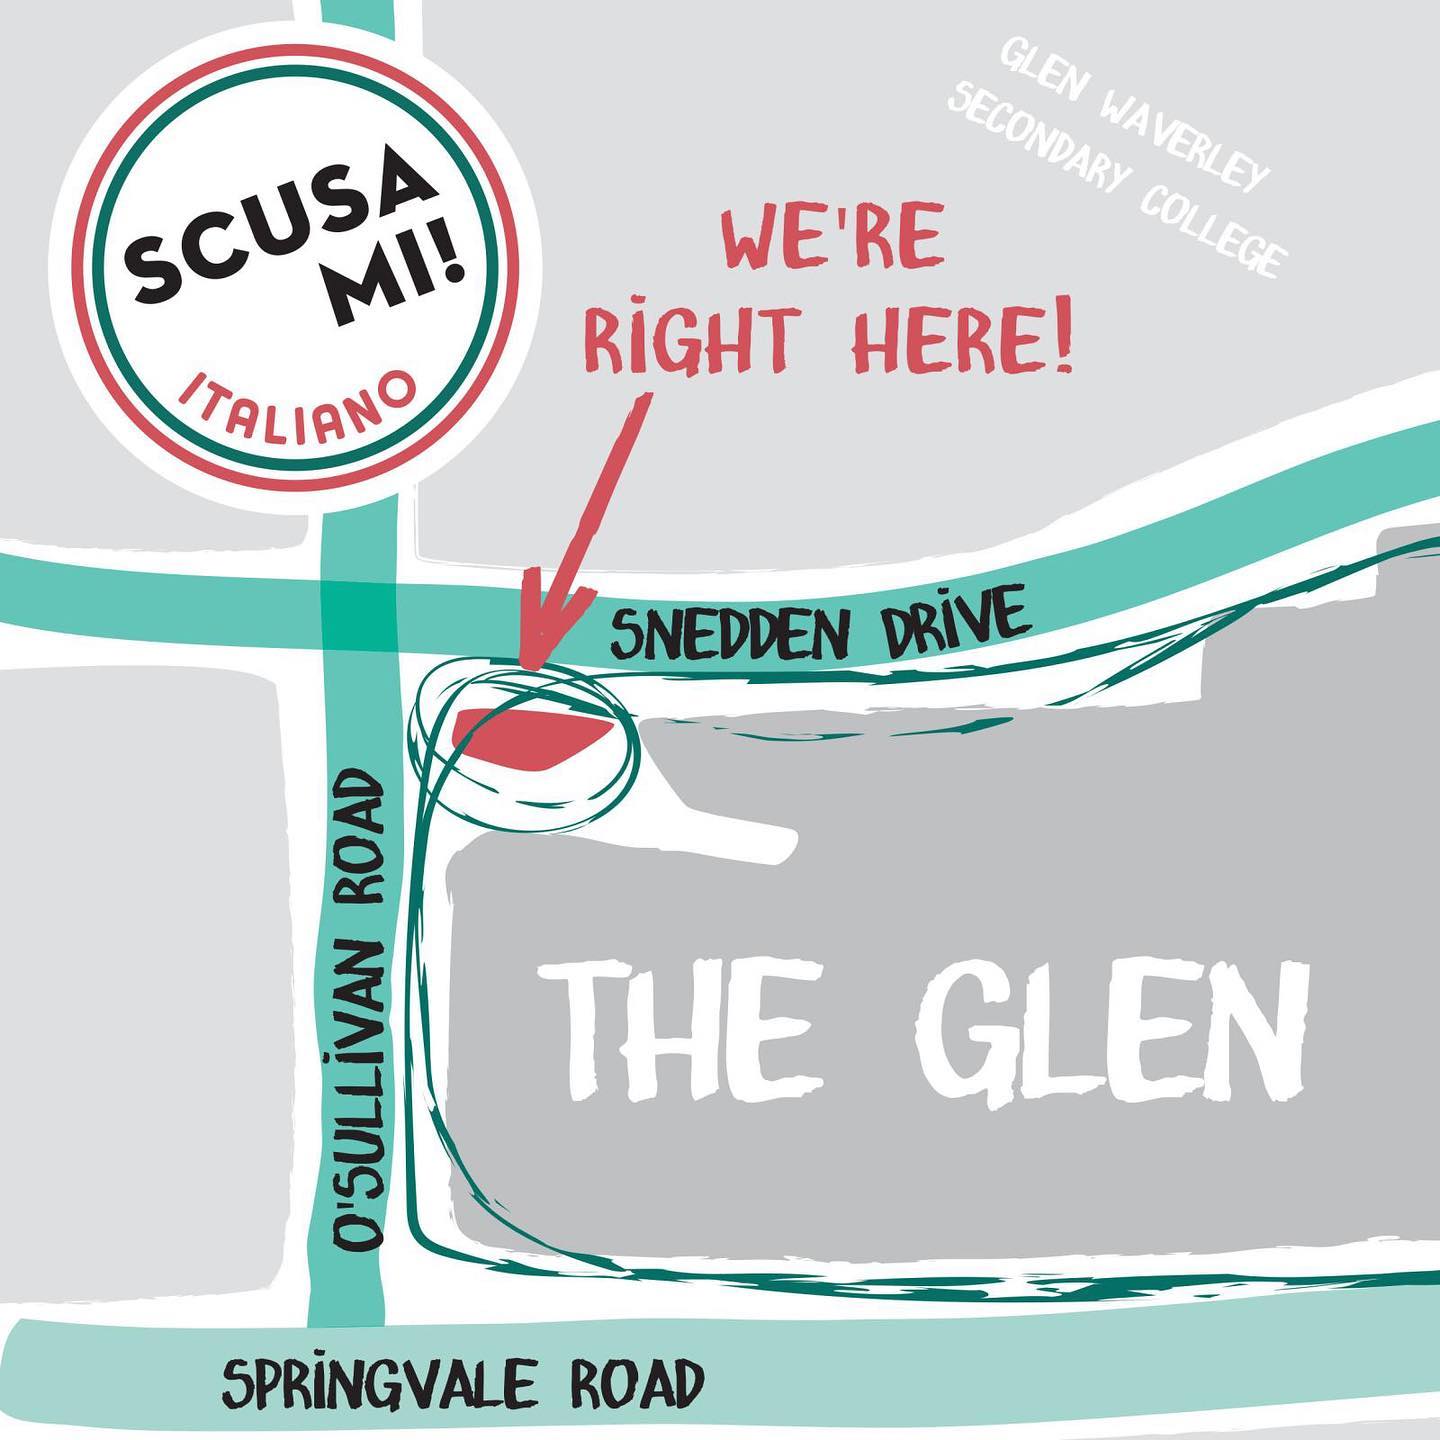 SCUSA
MI!
ITALIANO
GLEN WAVERLEY
SECONDARY COLLEGE
WE'RE
RIGHT HERE!
SNEDDEN DRIVE
O'SULLIVAN ROAD
THE GLEN
SPRINGVALE ROAD